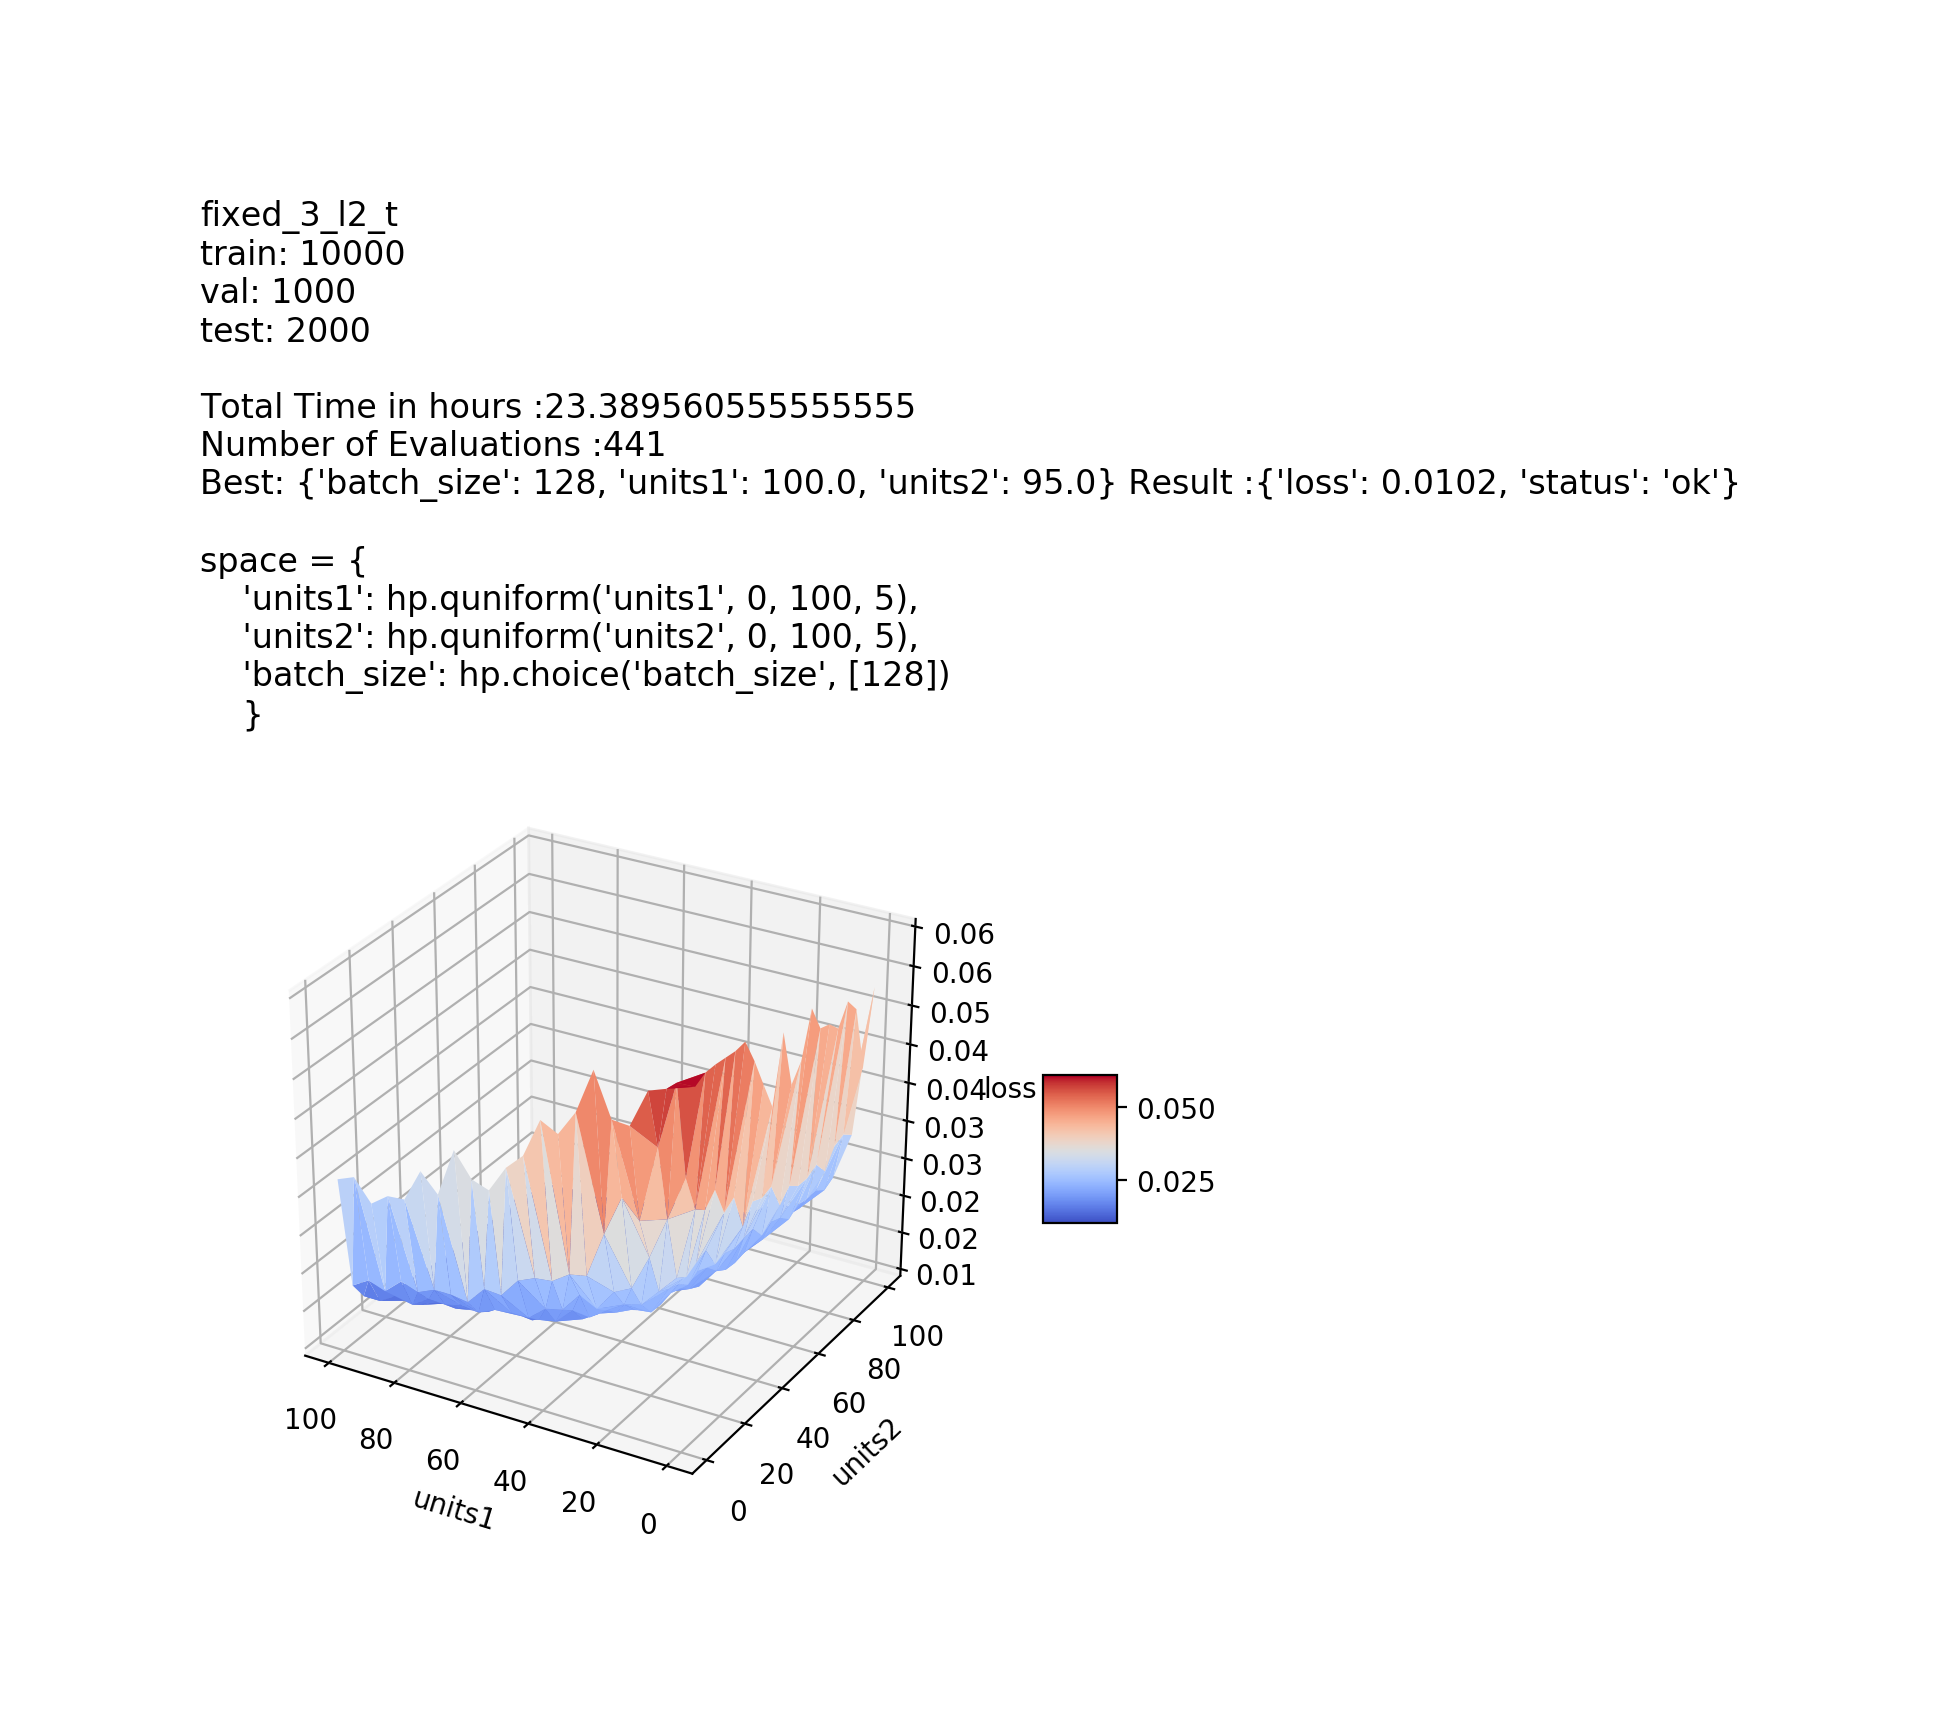 fixed_3_l2_t
train: 10000
val: 1000
test: 2000
Total Time in hours :23.389560555555555
Number of Evaluations :441
Best: {'batch_size': 128, 'units1': 100.0, 'units2': 95.0} Result :{'loss': 0.0102, 'status': 'ok'}
space = {
'units1': hp.quniform('units1', 0, 100, 5),
'units2': hp.quniform('units2', 0, 100, 5),
'batch_size': hp.choice('batch_size', [128])
}
0.06
0.06
0.05
0.04
0.04
loss
0.03
0.03
0.02
0.02
0.01
0.050
0.025
100
80
60
40
20
0
units1
100
80
60
40
20
0
units2